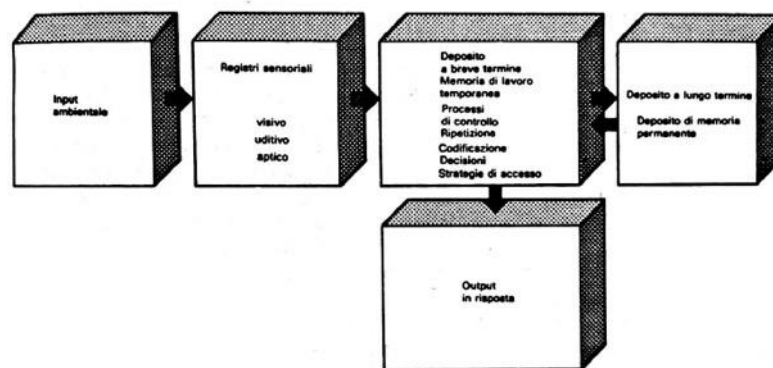 Input
ambientale
Registri sensoriali
visivo
uditivo
aptico
Deposito
a breve termine
Memoria di lavoro
temporanea
Processi
di controllo
Ripetizione
Codificazione
Decisioni
Strategie di accesso
Deposito a lungo termine
Deposito di memoria
permanente
Output
in risposta